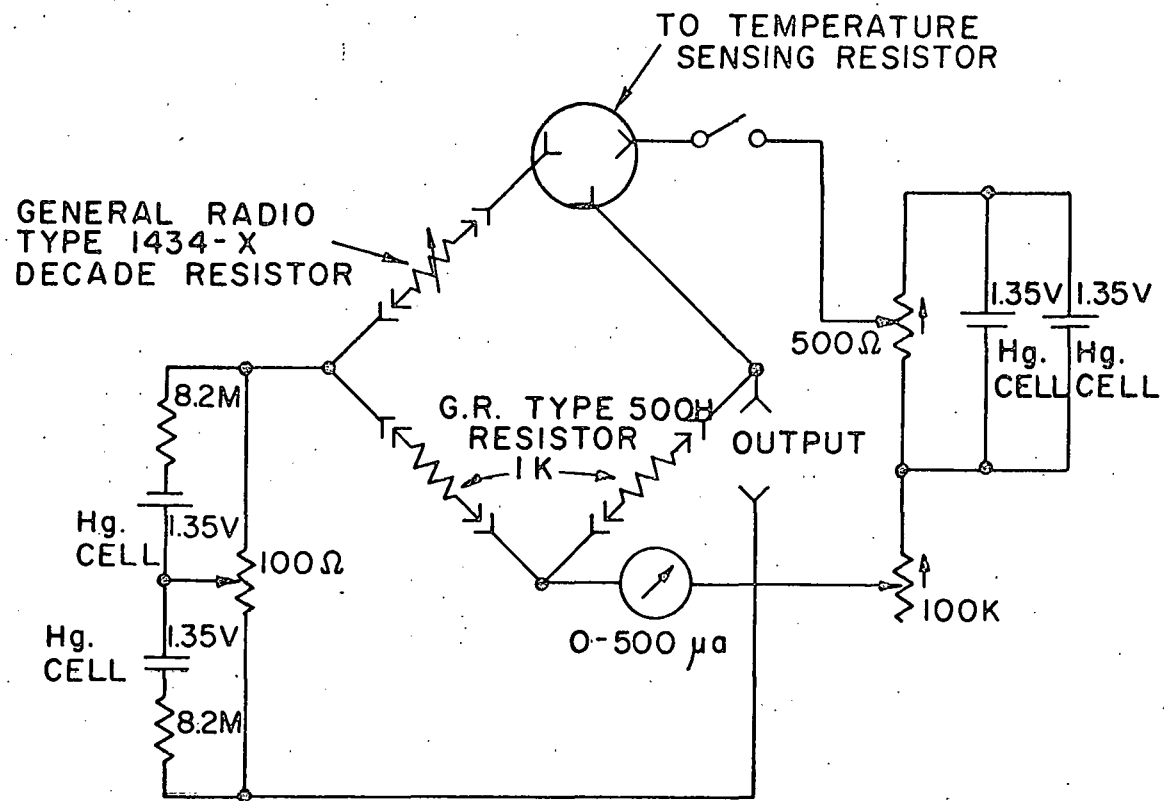 TO TEMPERATURE
SENSING RESISTOR
GENERAL RADIO
TYPE 1434-X
DECADE RESISTOR
8.2M
Hg.
CELL
1.35V
100Ω
Hg.
CELL
1.35V
8.2M
G.R. TYPE 500H
RESISTOR
1K
OUTPUT
0-500 μa
500Ω
1.35V
Hg.
CELL
1.35V
Hg.
CELL
100K